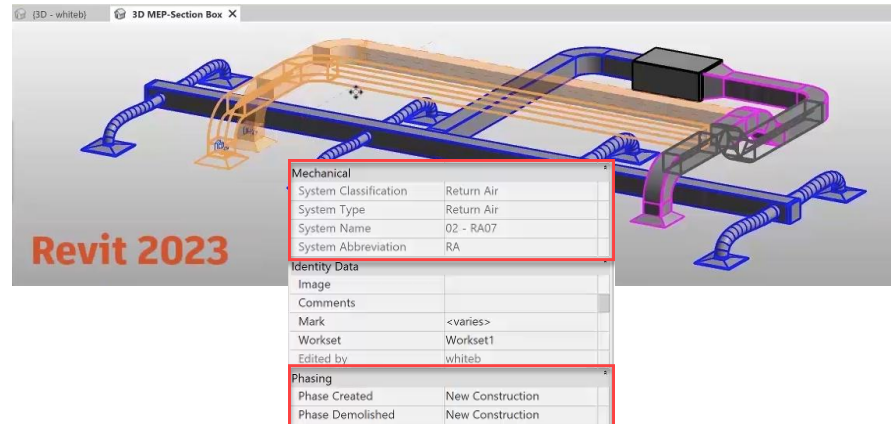 {3D - whiteb}
3D MEP-Section Box
Revit 2023
Mechanical
System Classification Return Air
System Type Return Air
System Name 02 - RA07
System Abbreviation RA
Identity Data
Image
Comments
Mark <varies>
Workset Workset1
Edited by whiteb
Phasing
Phase Created New Construction
Phase Demolished New Construction